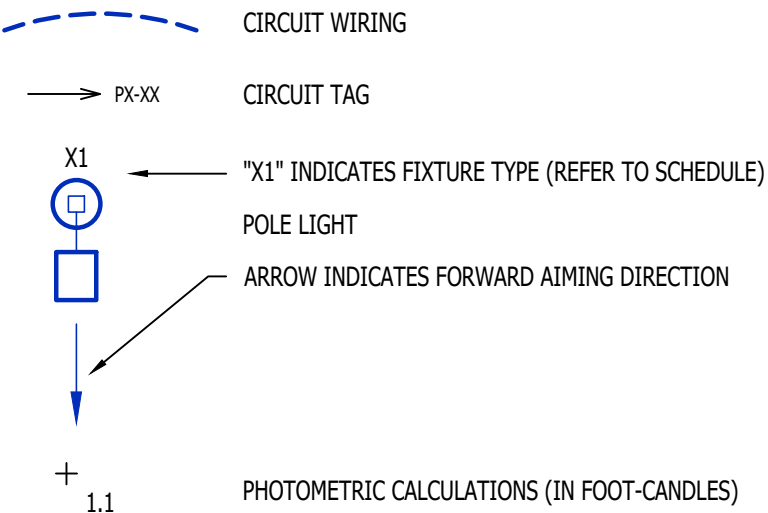 CIRCUIT WIRING
PX-XX CIRCUIT TAG
X1
"X1" INDICATES FIXTURE TYPE (REFER TO SCHEDULE)
POLE LIGHT
ARROW INDICATES FORWARD AIMING DIRECTION
1.1 PHOTOMETRIC CALCULATIONS (IN FOOT-CANDLES)